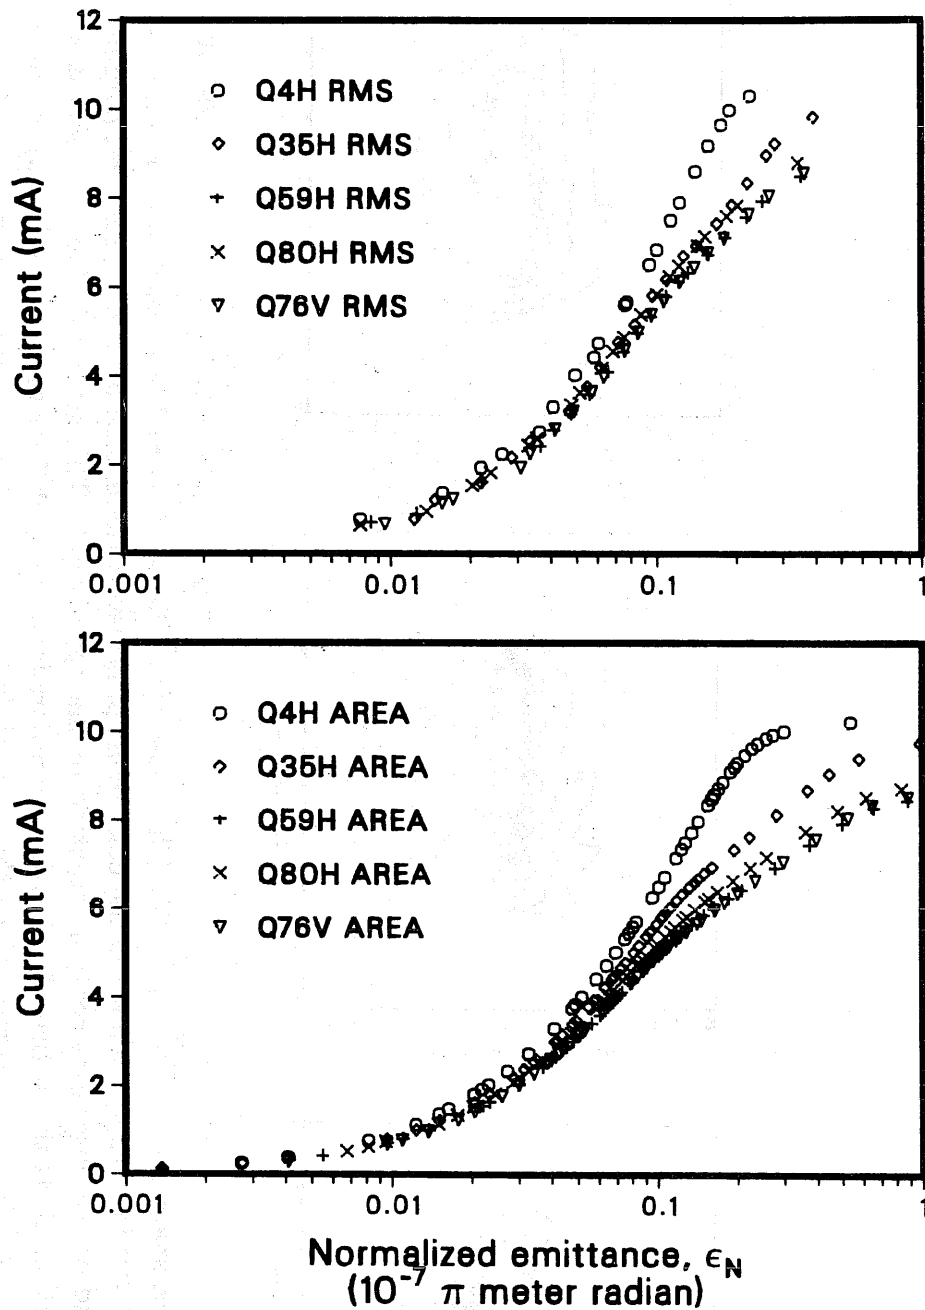 12
10
8
6
4
2
0
Current (mA)
Q4H RMS
Q35H RMS
Q59H RMS
Q80H RMS
Q76V RMS
0.001 0.01 0.1 1
12
10
8
6
4
2
0
Current (mA)
Q4H AREA
Q35H AREA
Q59H AREA
Q80H AREA
Q76V AREA
0.001 0.01 0.1 1
Normalized emittance, ϵN
(10⁻⁷ π meter radian)